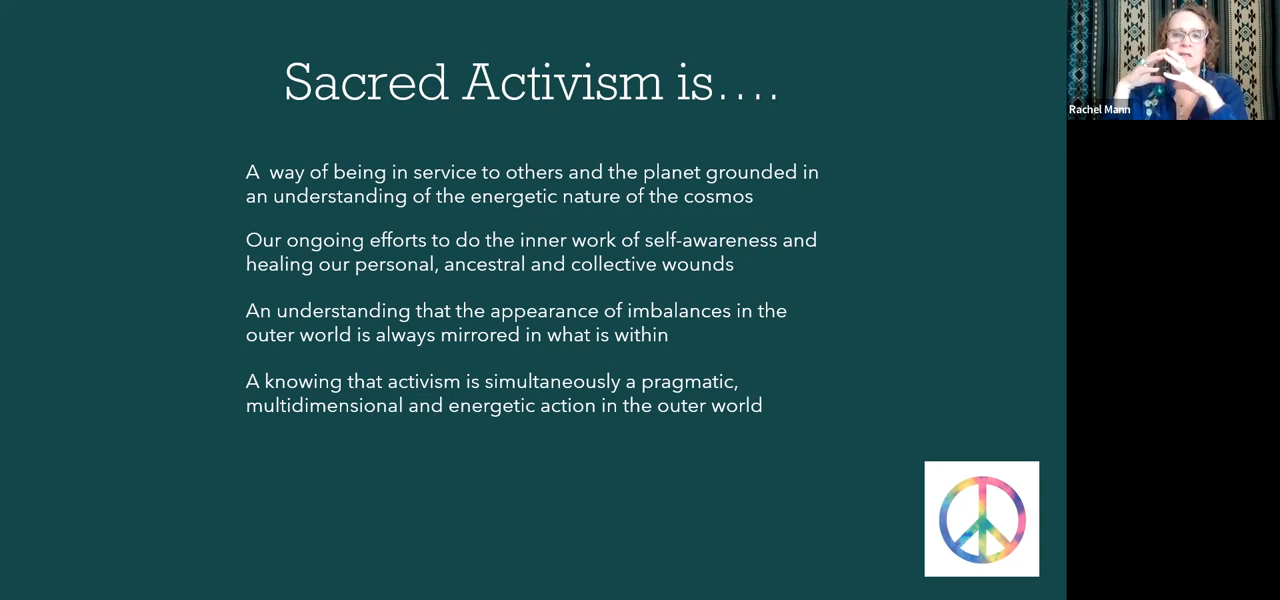 Sacred Activism is....
A  way of being in service to others and the planet grounded in
an understanding of the energetic nature of the cosmos
Our ongoing efforts to do the inner work of self-awareness and
healing our personal, ancestral and collective wounds
An understanding that the appearance of imbalances in the
outer world is always mirrored in what is within
A knowing that activism is simultaneously a pragmatic,
multidimensional and energetic action in the outer world
Rachel Mann